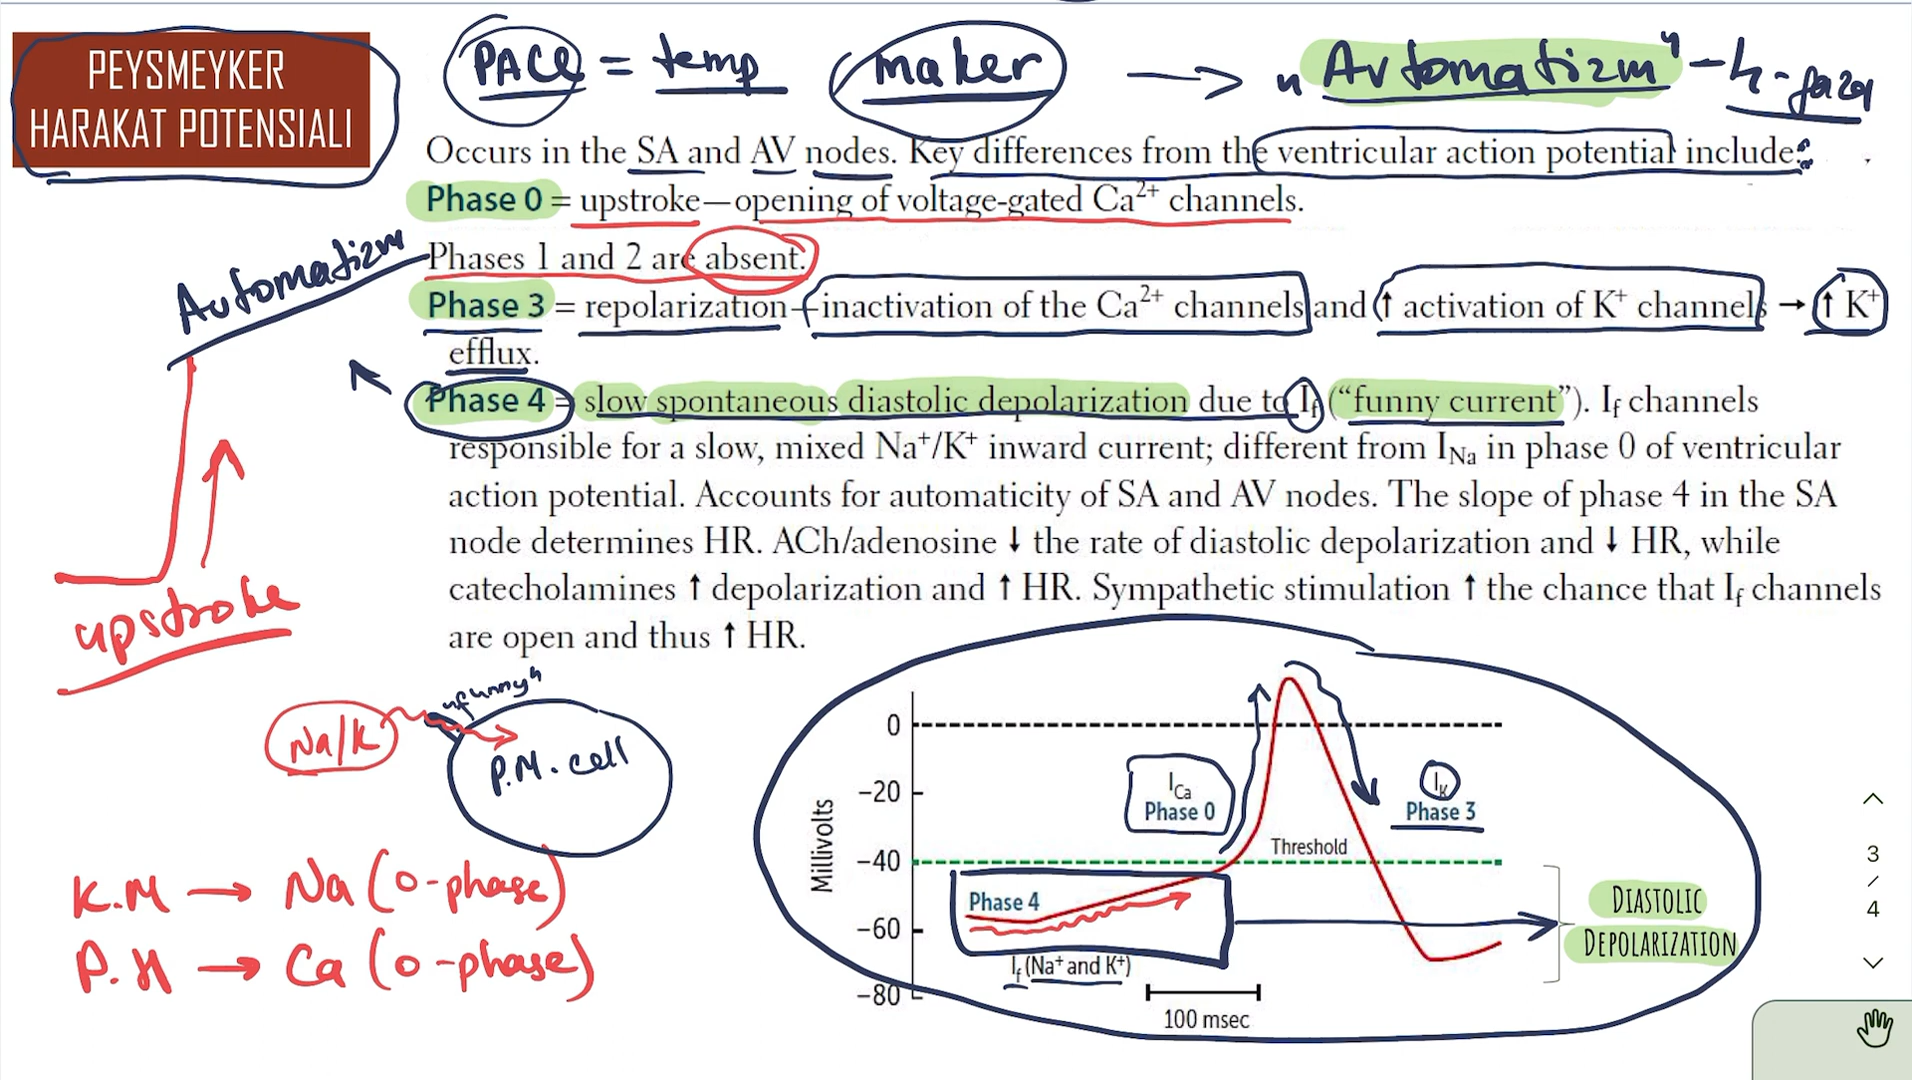 PEYSMEYKER
HARAKAT POTENSIALI
PACE = temp maker → "Avtomatizm" - 4-faza
Occurs in the SA and AV nodes. Key differences from the ventricular action potential include:
Phase 0 = upstroke—opening of voltage-gated Ca²⁺ channels.
Phases 1 and 2 are absent.
Phase 3 = repolarization—inactivation of the Ca²⁺ channels and ↑ activation of K⁺ channels → ↑ K⁺
efflux.
Phase 4 = slow spontaneous diastolic depolarization due to If ("funny current"). If channels
responsible for a slow, mixed Na⁺/K⁺ inward current; different from INa in phase 0 of ventricular
action potential. Accounts for automaticity of SA and AV nodes. The slope of phase 4 in the SA
node determines HR. ACh/adenosine ↓ the rate of diastolic depolarization and ↓ HR, while
catecholamines ↑ depolarization and ↑ HR. Sympathetic stimulation ↑ the chance that If channels
are open and thus ↑ HR.
Avtomatizm
upstroke
Na/K
"funny"
P.M. cell
K.M → Na (0-phase)
P.H → Ca (0-phase)
Millivolts
0
−20
−40
−60
−80
ICa
Phase 0
IK
Phase 3
Threshold
Phase 4
If (Na⁺ and K⁺)
100 msec
DIASTOLIC
DEPOLARIZATION
3
/
4